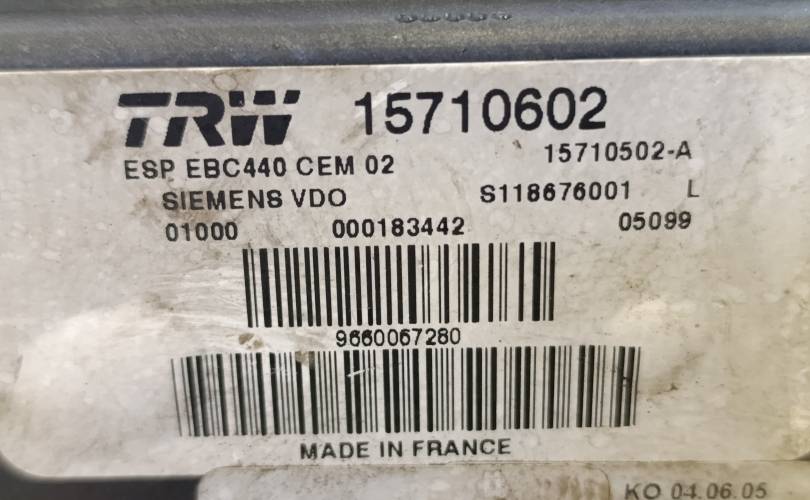 TRW 15710602
ESP EBC440 CEM 02 15710502-A
SIEMENS VDO S118676001 L
01000 000183442 05099
9660067280
MADE IN FRANCE
KO 04.06.05